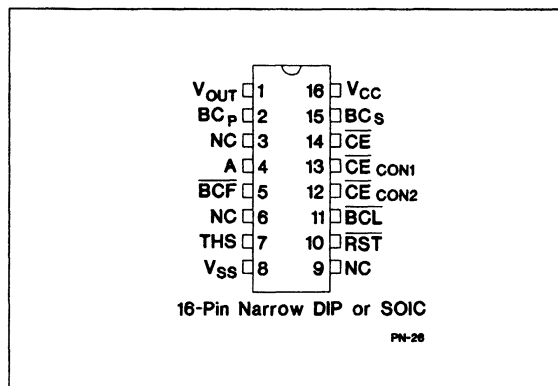 VOUT 1 16 VCC
BCP 2 15 BCS
NC 3 14 CE
A 4 13 CE CON1
BCF 5 12 CE CON2
NC 6 11 BCL
THS 7 10 RST
VSS 8 9 NC
16-Pin Narrow DIP or SOIC
PN-26